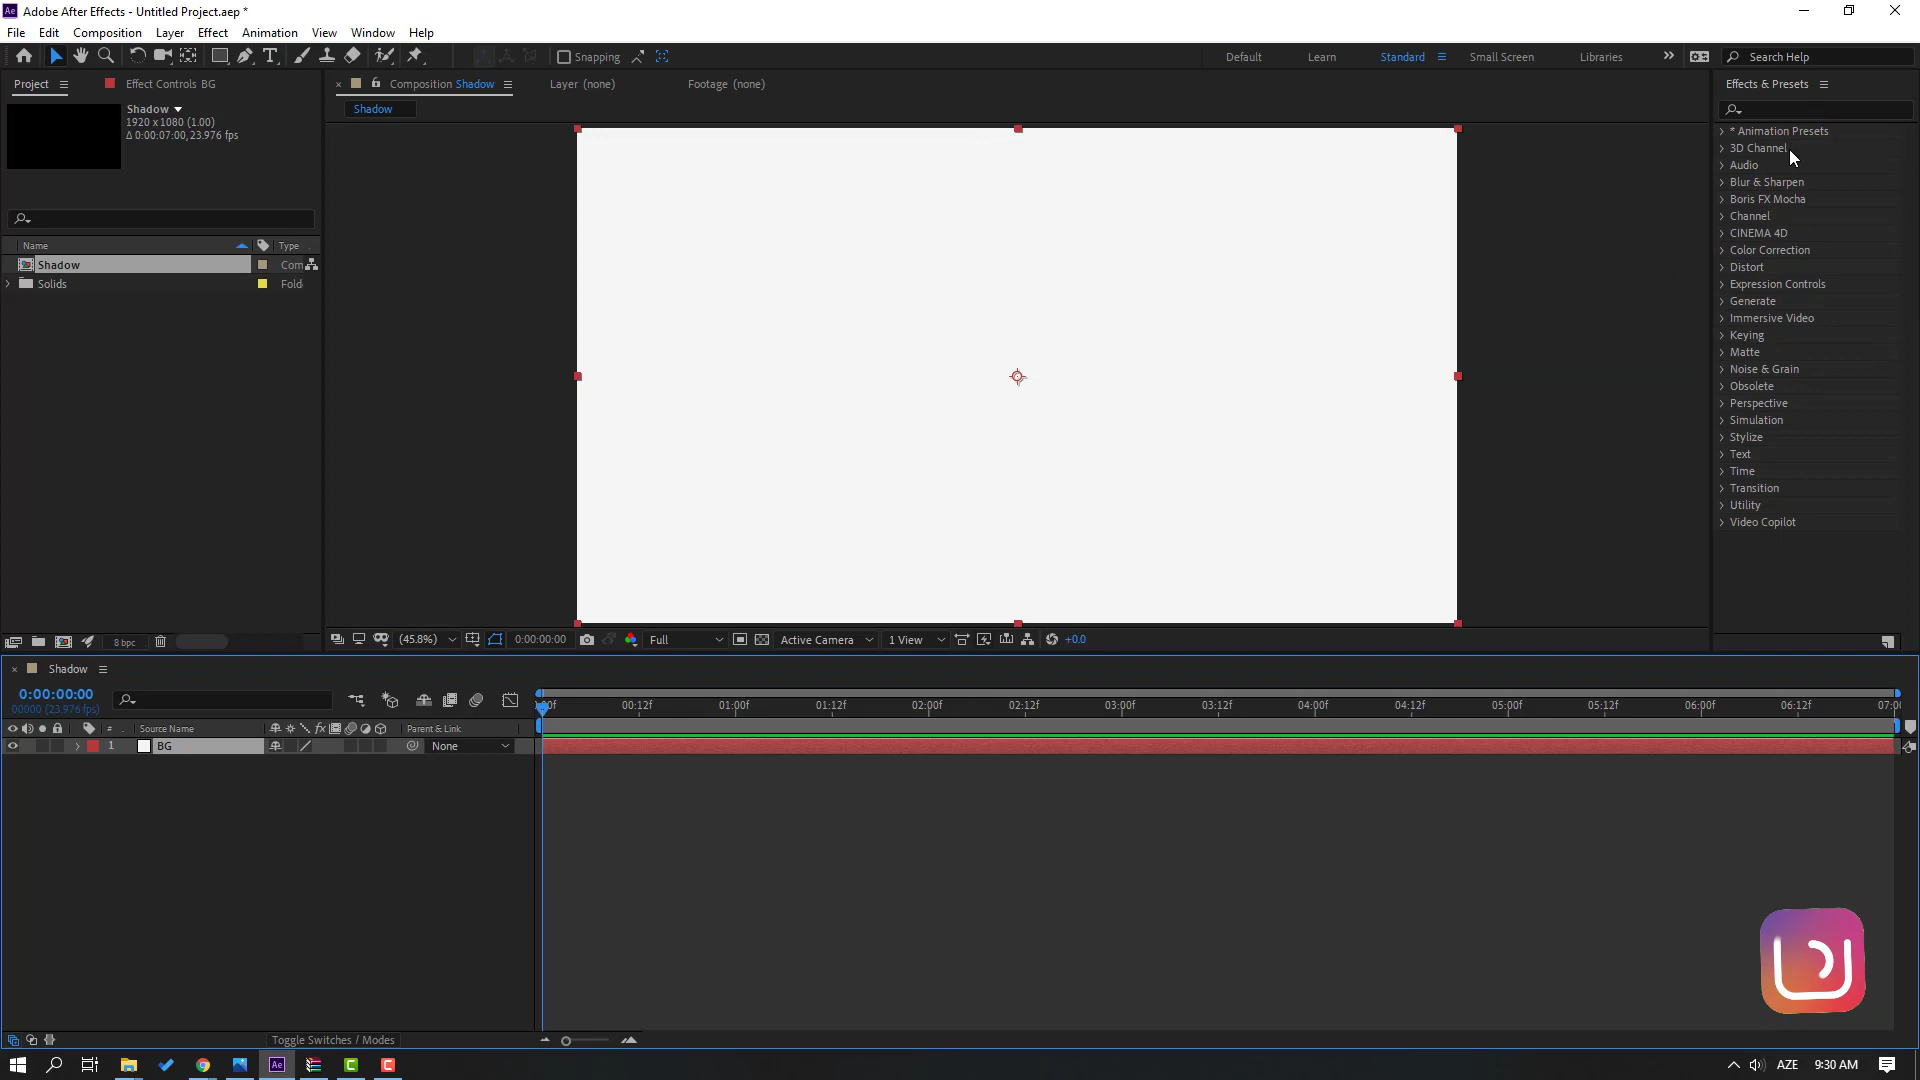 Adobe After Effects - Untitled Project.aep *
File Edit Composition Layer Effect Animation View Window Help
Snapping Default Learn Standard Small Screen Libraries Search Help
Project Effect Controls BG Composition Shadow Layer (none) Footage (none) Effects & Presets
Shadow
1920 x 1080 (1.00)
Δ 0:00:07:00, 23.976 fps
Name Type
Shadow Com
Solids Fold
8 bpc
Shadow
(45.8%) 0:00:00:00 Full Active Camera 1 View +0.0
* Animation Presets
3D Channel
Audio
Blur & Sharpen
Boris FX Mocha
Channel
CINEMA 4D
Color Correction
Distort
Expression Controls
Generate
Immersive Video
Keying
Matte
Noise & Grain
Obsolete
Perspective
Simulation
Stylize
Text
Time
Transition
Utility
Video Copilot
Shadow
0:00:00:00
00000 (23.976 fps)
00f 00:12f 01:00f 01:12f 02:00f 02:12f 03:00f 03:12f 04:00f 04:12f 05:00f 05:12f 06:00f 06:12f 07:00
# Source Name fx Parent & Link
1 BG None
Toggle Switches / Modes
Ae AZE 9:30 AM